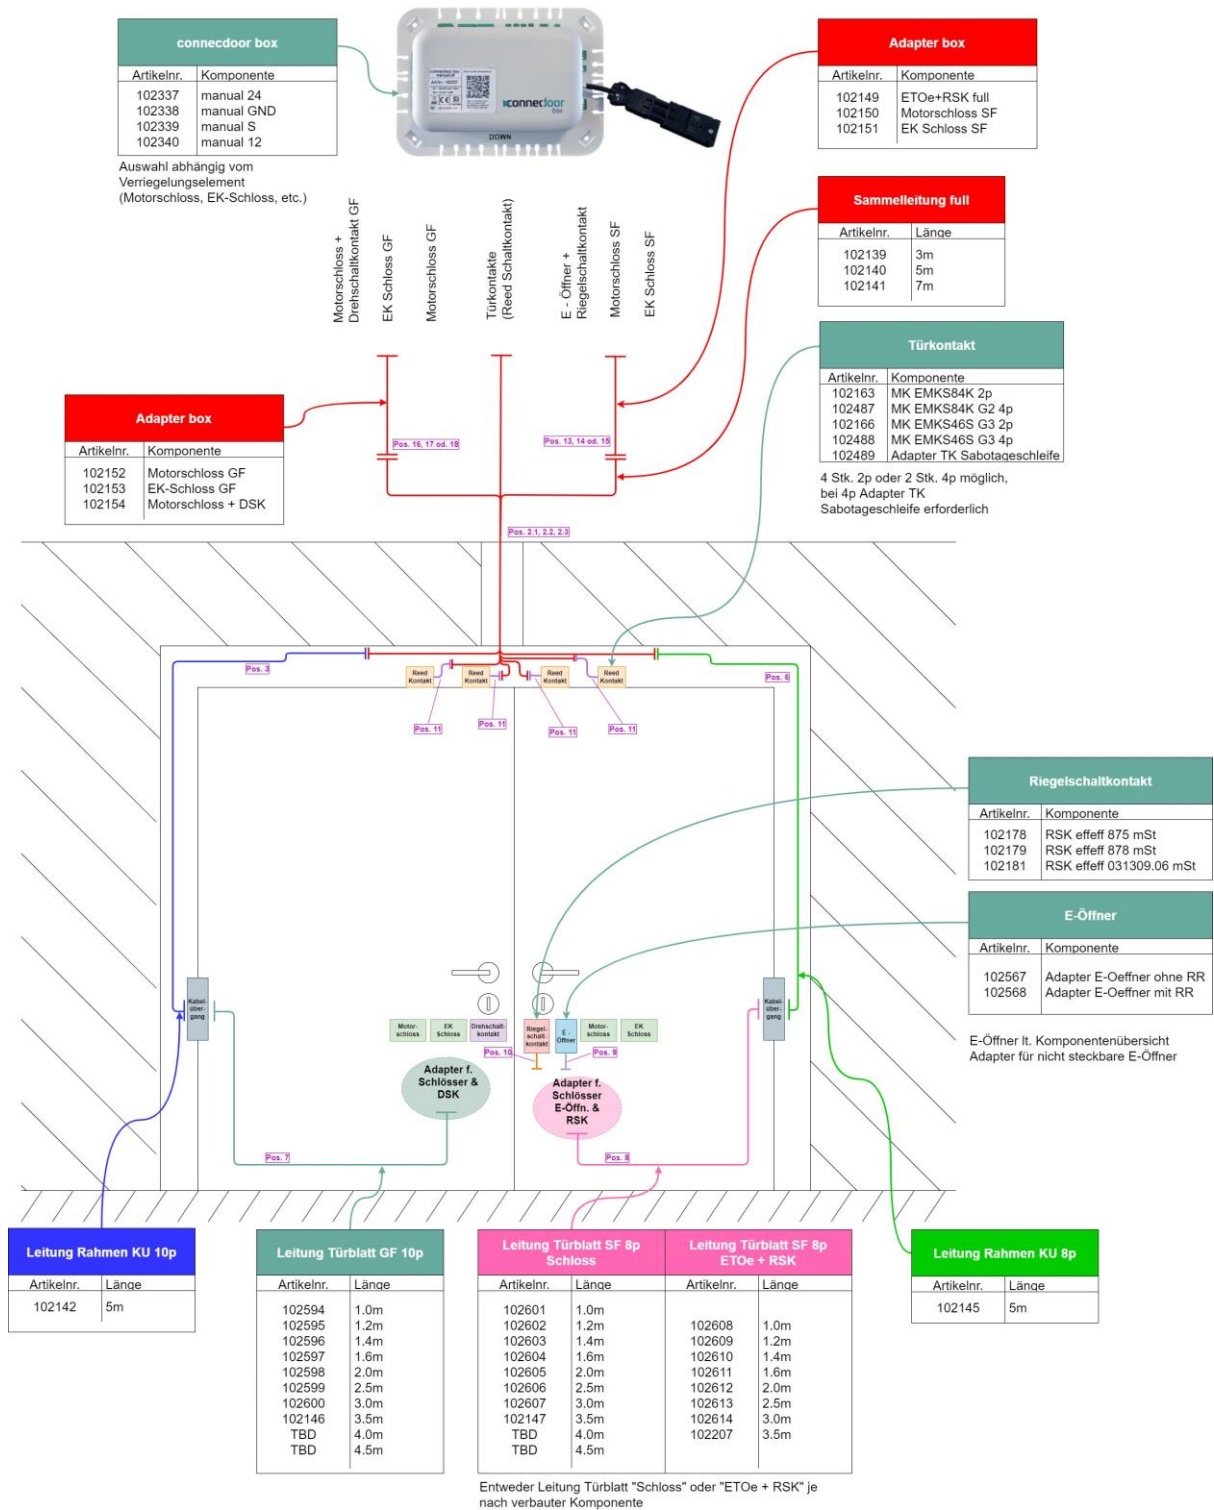 connecdoor box
Artikelnr. Komponente
102337 manual 24
102338 manual GND
102339 manual S
102340 manual 12
Auswahl abhängig vom
Verriegelungselement
(Motorschloss, EK-Schloss, etc.)
connecdoor
box
DOWN
Adapter box
Artikelnr. Komponente
102149 ETOe+RSK full
102150 Motorschloss SF
102151 EK Schloss SF
Sammelleitung full
Artikelnr. Länge
102139 3m
102140 5m
102141 7m
Motorschloss +
Drehschaltkontakt GF
EK Schloss GF
Motorschloss GF
Türkontakte
(Reed Schaltkontakt)
E - Öffner +
Riegelschaltkontakt
Motorschloss SF
EK Schloss SF
Türkontakt
Artikelnr. Komponente
102163 MK EMKS84K 2p
102487 MK EMKS84K G2 4p
102166 MK EMKS46S G3 2p
102488 MK EMKS46S G3 4p
102489 Adapter TK Sabotageschleife
4 Stk. 2p oder 2 Stk. 4p möglich,
bei 4p Adapter TK
Sabotageschleife erforderlich
Adapter box
Artikelnr. Komponente
102152 Motorschloss GF
102153 EK-Schloss GF
102154 Motorschloss + DSK
Pos. 16, 17 od. 18
Pos. 13, 14 od. 15
Pos. 2.1, 2.2, 2.3
Pos. 3
Reed
Kontakt
Reed
Kontakt
Reed
Kontakt
Reed
Kontakt
Pos. 6
Pos. 11
Pos. 11
Pos. 11
Pos. 11
Riegelschaltkontakt
Artikelnr. Komponente
102178 RSK effeff 875 mSt
102179 RSK effeff 878 mSt
102181 RSK effeff 031309.06 mSt
E-Öffner
Artikelnr. Komponente
102567 Adapter E-Oeffner ohne RR
102568 Adapter E-Oeffner mit RR
E-Öffner lt. Komponentenübersicht
Adapter für nicht steckbare E-Öffner
Kabel-
über-
gang
Motor-
schloss
EK
Schloss
Drehschalt-
kontakt
Riegel-
schalt-
kontakt
E -
Öffner
Motor-
schloss
EK
Schloss
Kabel-
über-
gang
Pos. 10
Pos. 9
Adapter f.
Schlösser &
DSK
Adapter f.
Schlösser
E-Öffn. &
RSK
Pos. 7
Pos. 8
Leitung Rahmen KU 10p
Artikelnr. Länge
102142 5m
Leitung Türblatt GF 10p
Artikelnr. Länge
102594 1.0m
102595 1.2m
102596 1.4m
102597 1.6m
102598 2.0m
102599 2.5m
102600 3.0m
102146 3.5m
TBD 4.0m
TBD 4.5m
Leitung Türblatt SF 8p
Schloss
Artikelnr. Länge
102601 1.0m
102602 1.2m
102603 1.4m
102604 1.6m
102605 2.0m
102606 2.5m
102607 3.0m
102147 3.5m
TBD 4.0m
TBD 4.5m
Leitung Türblatt SF 8p
ETOe + RSK
Artikelnr. Länge
102608 1.0m
102609 1.2m
102610 1.4m
102611 1.6m
102612 2.0m
102613 2.5m
102614 3.0m
102207 3.5m
Entweder Leitung Türblatt "Schloss" oder "ETOe + RSK" je
nach verbauter Komponente
Leitung Rahmen KU 8p
Artikelnr. Länge
102145 5m